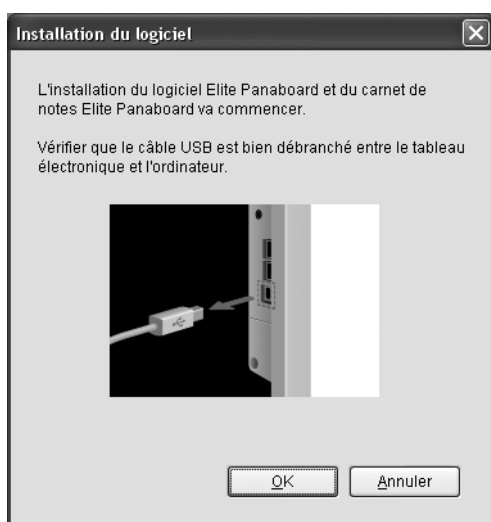 Installation du logiciel
L'installation du logiciel Elite Panaboard et du carnet de
notes Elite Panaboard va commencer.
Vérifier que le câble USB est bien débranché entre le tableau
électronique et l'ordinateur.
OK
Annuler